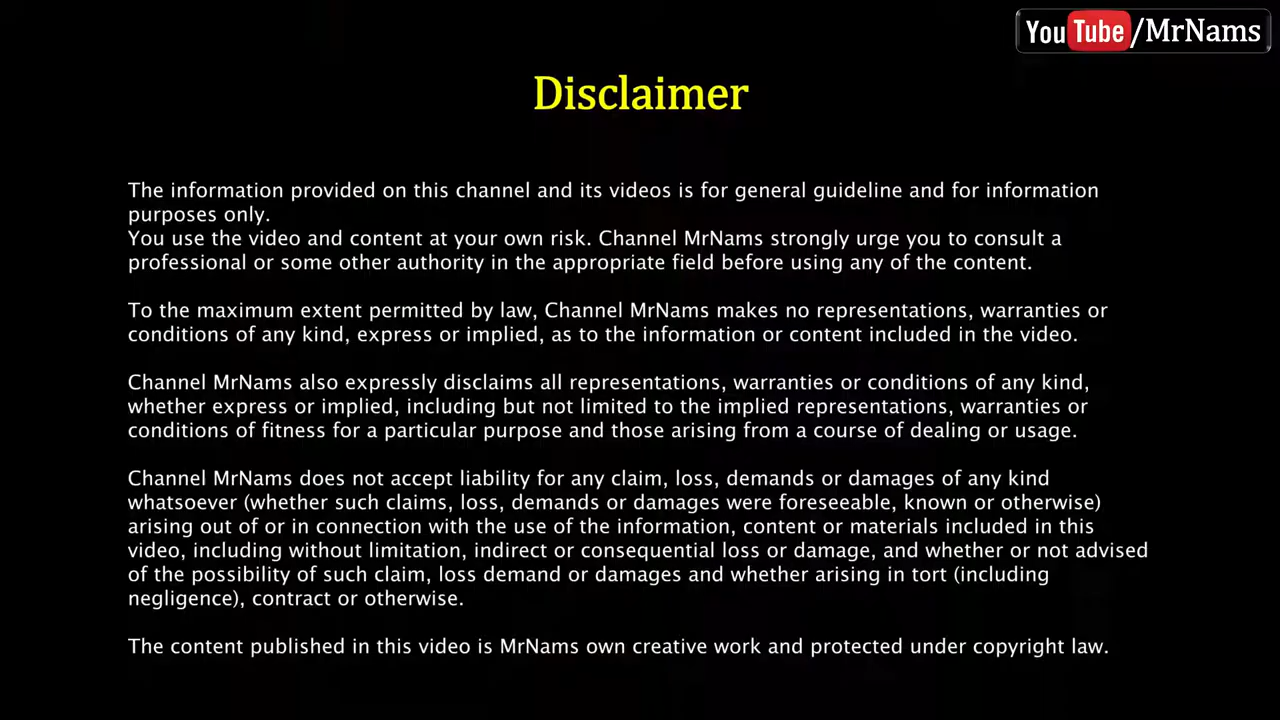 YouTube/MrNams
Disclaimer
The information provided on this channel and its videos is for general guideline and for information
purposes only.
You use the video and content at your own risk. Channel MrNams strongly urge you to consult a
professional or some other authority in the appropriate field before using any of the content.
To the maximum extent permitted by law, Channel MrNams makes no representations, warranties or
conditions of any kind, express or implied, as to the information or content included in the video.
Channel MrNams also expressly disclaims all representations, warranties or conditions of any kind,
whether express or implied, including but not limited to the implied representations, warranties or
conditions of fitness for a particular purpose and those arising from a course of dealing or usage.
Channel MrNams does not accept liability for any claim, loss, demands or damages of any kind
whatsoever (whether such claims, loss, demands or damages were foreseeable, known or otherwise)
arising out of or in connection with the use of the information, content or materials included in this
video, including without limitation, indirect or consequential loss or damage, and whether or not advised
of the possibility of such claim, loss demand or damages and whether arising in tort (including
negligence), contract or otherwise.
The content published in this video is MrNams own creative work and protected under copyright law.